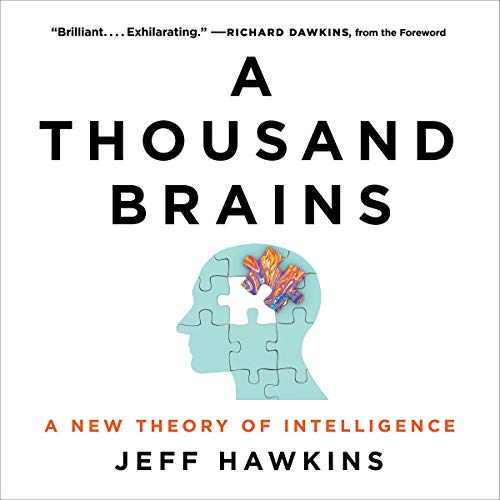 “Brilliant. . . . Exhilarating.” —RICHARD DAWKINS, from the Foreword
A
THOUSAND
BRAINS
A NEW THEORY OF INTELLIGENCE
JEFF HAWKINS